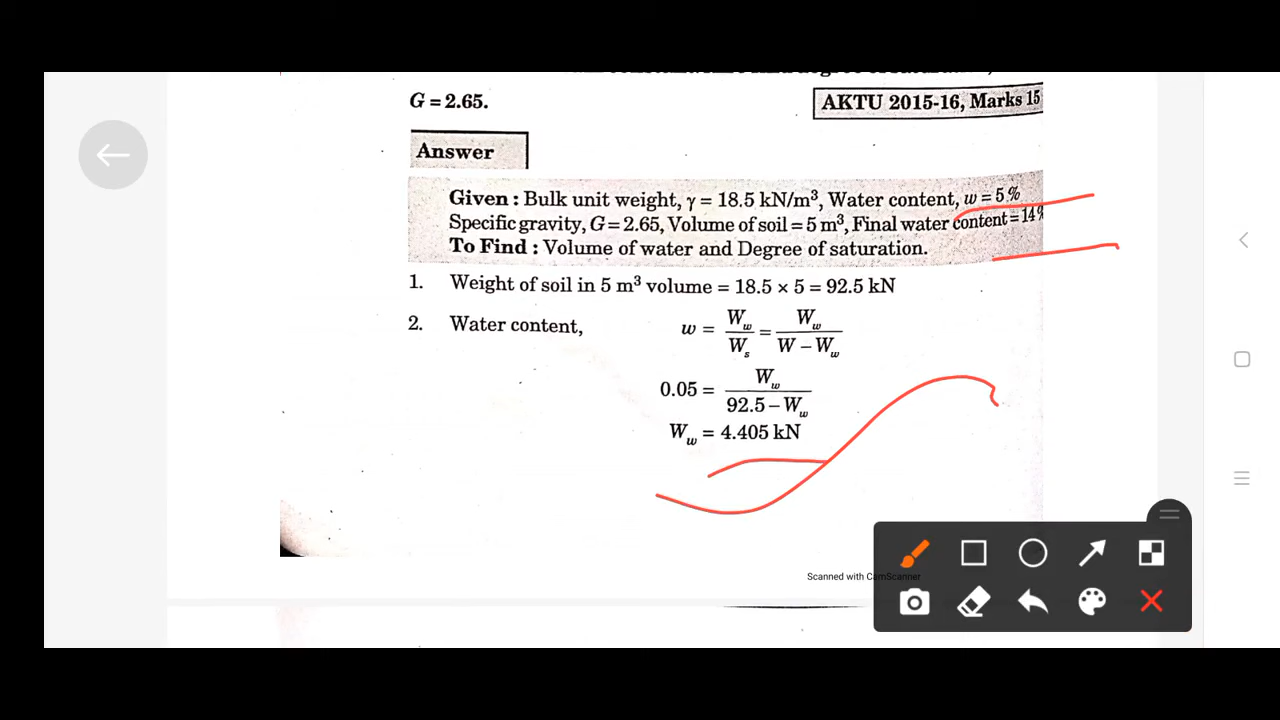 G = 2.65.
AKTU 2015-16, Marks 15
Answer
Given : Bulk unit weight, γ = 18.5 kN/m³, Water content, w = 5 %
Specific gravity, G = 2.65, Volume of soil = 5 m³, Final water content = 14%
To Find : Volume of water and Degree of saturation.
1. Weight of soil in 5 m³ volume = 18.5 × 5 = 92.5 kN
2. Water content, w = W_w / W_s = W_w / (W – W_w)
0.05 = W_w / (92.5 – W_w)
W_w = 4.405 kN
Scanned with CamScanner